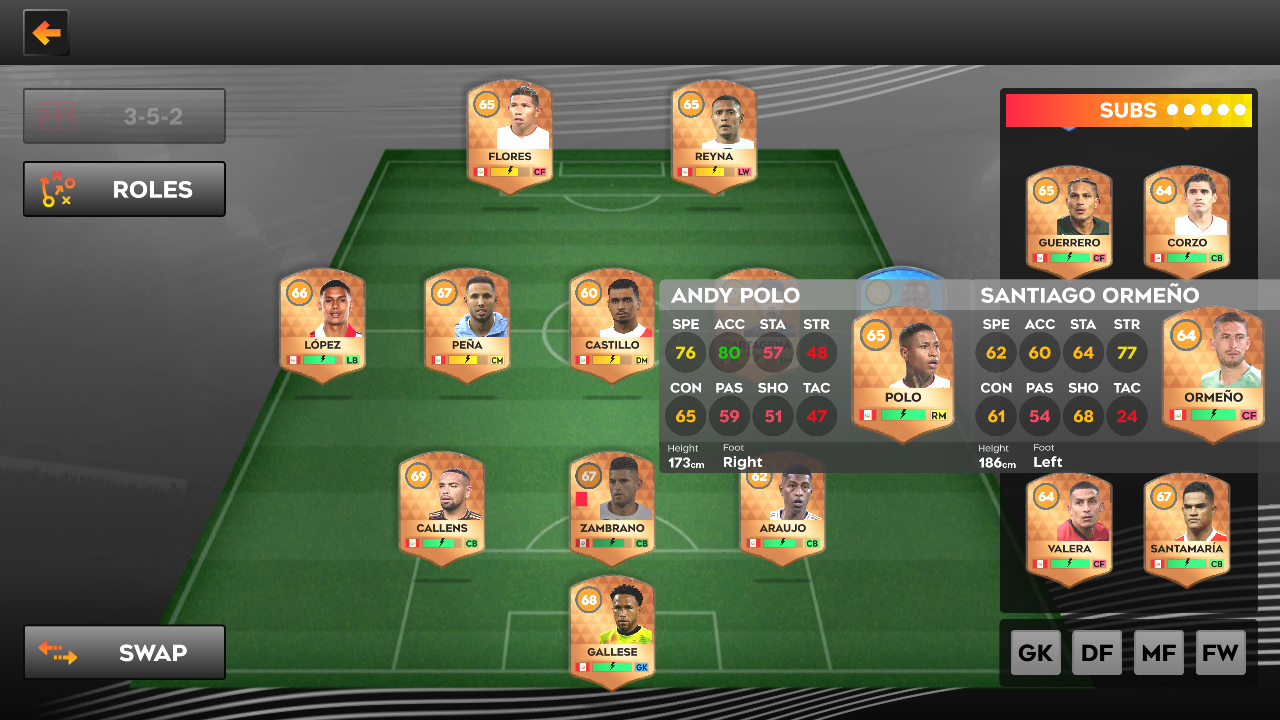 3-5-2
ROLES
65
FLORES
CF
65
REYNA
LW
SUBS
65
GUERRERO
CF
64
CORZO
CB
66
LÓPEZ
LB
67
PEÑA
CM
60
CASTILLO
DM
CARTAGENA
DM
ANDY POLO
SPE ACC STA STR
76 80 57 48
CON PAS SHO TAC
65 59 51 47
Height Foot
173cm Right
65
POLO
RM
SANTIAGO ORMEÑO
SPE ACC STA STR
62 60 64 77
CON PAS SHO TAC
61 54 68 24
Height Foot
186cm Left
64
ORMEÑO
CF
69
CALLENS
CB
67
ZAMBRANO
CB
62
ARAUJO
CB
64
VALERA
CF
67
SANTAMARÍA
CB
68
GALLESE
GK
SWAP
GK DF MF FW